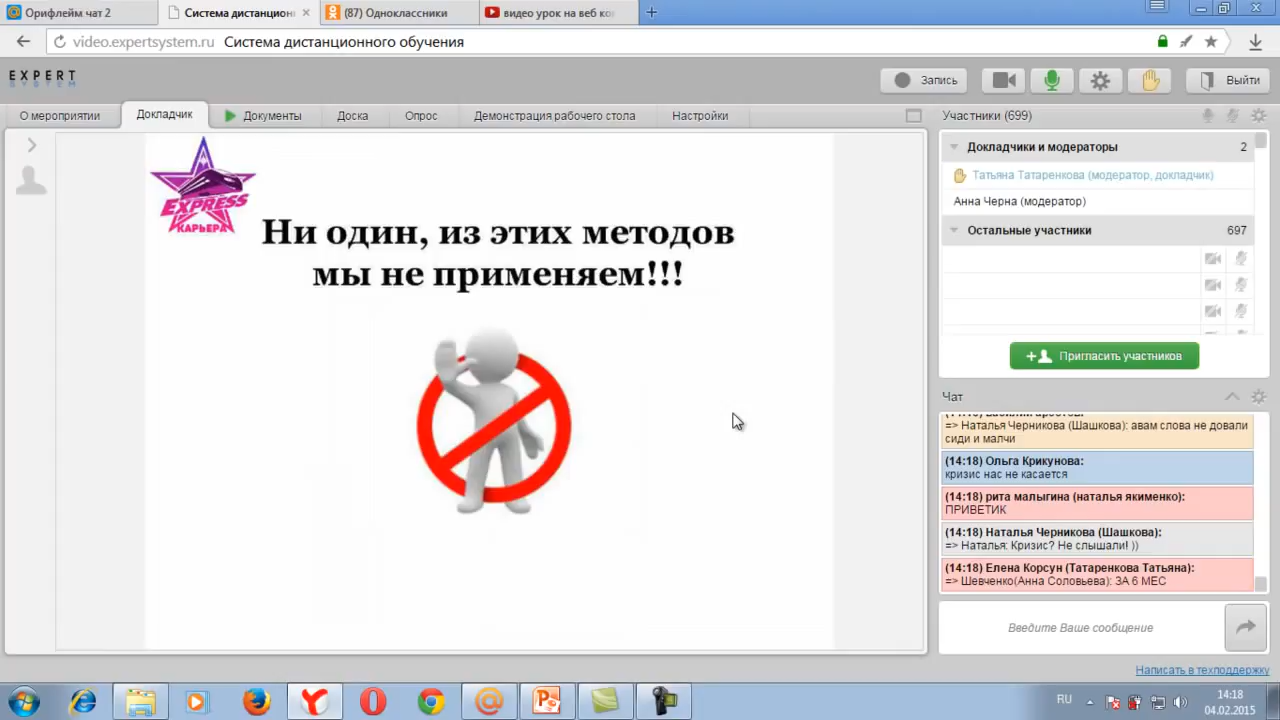 Орифлейм чат 2
Система дистанцион
(87) Одноклассники
видео урок на веб ко
video.expertsystem.ru Система дистанционного обучения
EXPERT
SYSTEM
Запись
Выйти
О мероприятии
Докладчик
Документы
Доска
Опрос
Демонстрация рабочего стола
Настройки
EXPRESS
КАРЬЕРА
Ни один, из этих методов
мы не применяем!!!
Участники (699)
Докладчики и модераторы 2
Татьяна Татаренкова (модератор, докладчик)
Анна Черна (модератор)
Остальные участники 697
Пригласить участников
Чат
=> Наталья Черникова (Шашкова): авам слова не довали
сиди и малчи
(14:18) Ольга Крикунова:
кризис нас не касается
(14:18) рита малыгина (наталья якименко):
ПРИВЕТИК
(14:18) Наталья Черникова (Шашкова):
=> Наталья: Кризис? Не слышали! ))
(14:18) Елена Корсун (Татаренкова Татьяна):
=> Шевченко(Анна Соловьева): ЗА 6 МЕС
Введите Ваше сообщение
Написать в техподдержку
RU
14:18
04.02.2015